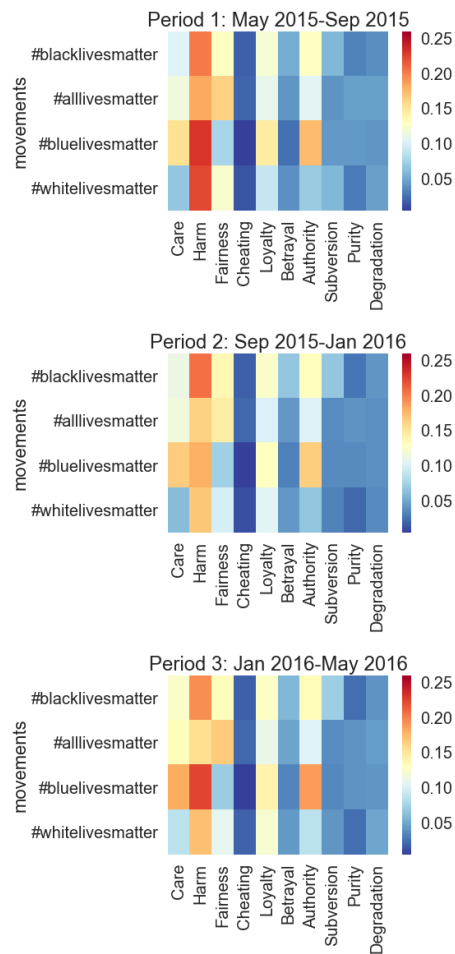 Period 1: May 2015-Sep 2015
movements
#blacklivesmatter
#alllivesmatter
#bluelivesmatter
#whitelivesmatter
0.25
0.20
0.15
0.10
0.05
Care
Harm
Fairness
Cheating
Loyalty
Betrayal
Authority
Subversion
Purity
Degradation
Period 2: Sep 2015-Jan 2016
movements
#blacklivesmatter
#alllivesmatter
#bluelivesmatter
#whitelivesmatter
0.25
0.20
0.15
0.10
0.05
Care
Harm
Fairness
Cheating
Loyalty
Betrayal
Authority
Subversion
Purity
Degradation
Period 3: Jan 2016-May 2016
movements
#blacklivesmatter
#alllivesmatter
#bluelivesmatter
#whitelivesmatter
0.25
0.20
0.15
0.10
0.05
Care
Harm
Fairness
Cheating
Loyalty
Betrayal
Authority
Subversion
Purity
Degradation